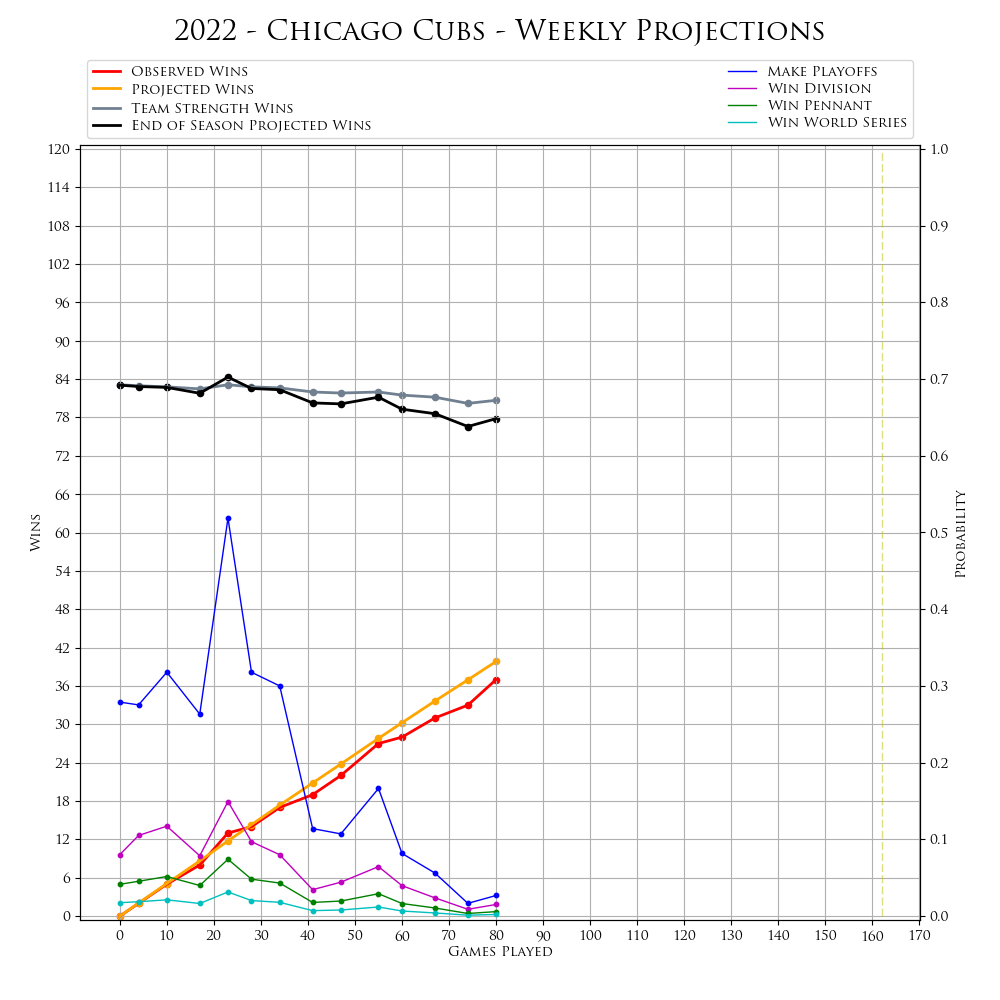 2022 - Chicago Cubs - Weekly Projections
Observed Wins
Projected Wins
Team Strength Wins
End of Season Projected Wins
Make Playoffs
Win Division
Win Pennant
Win World Series
120
114
108
102
96
90
84
78
72
66
60
54
48
42
36
30
24
18
12
6
0
Wins
1.0
0.9
0.8
0.7
0.6
0.5
0.4
0.3
0.2
0.1
0.0
Probability
0 10 20 30 40 50 60 70 80 90 100 110 120 130 140 150 160 170
Games Played